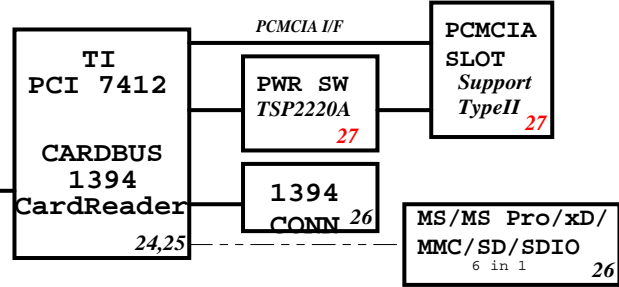 PCMCIA I/F
TI
PCI 7412
CARDBUS
1394
CardReader
24,25
PWR SW
TSP2220A
27
PCMCIA
SLOT
Support
TypeII
27
1394
CONN
26
MS/MS Pro/xD/
MMC/SD/SDIO
6 in 1
26